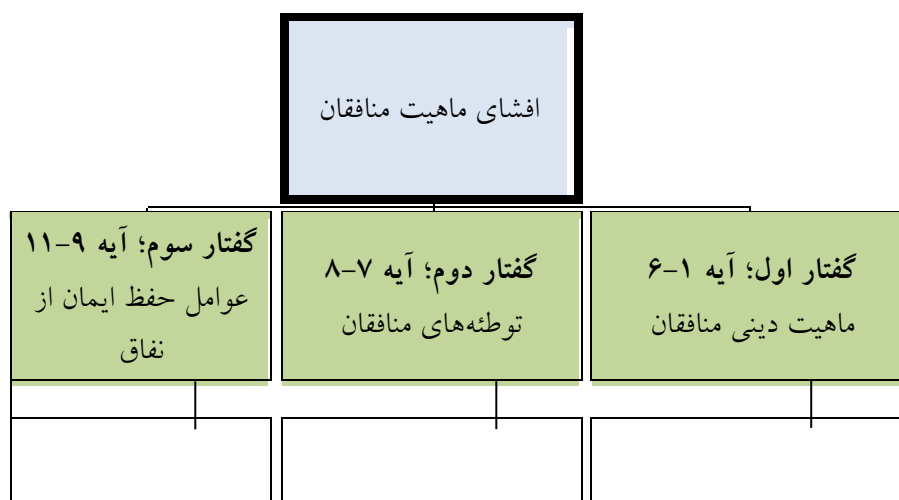 افشای ماهیت منافقان
گفتار اول؛ آیه ۱-۶
ماهیت دینی منافقان
گفتار دوم؛ آیه ۷-۸
توطئه‌های منافقان
گفتار سوم؛ آیه ۹-۱۱
عوامل حفظ ایمان از
نفاق